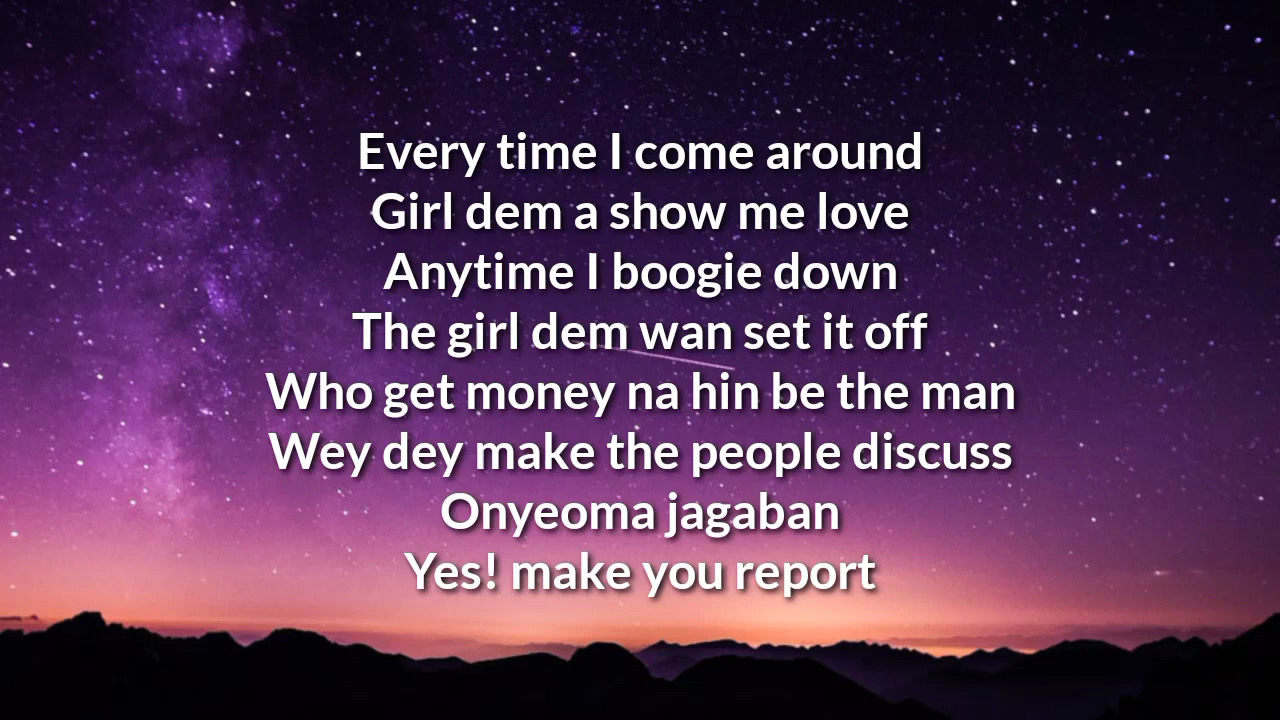 Every time I come around
Girl dem a show me love
Anytime I boogie down
The girl dem wan set it off
Who get money na hin be the man
Wey dey make the people discuss
Onyeoma jagaban
Yes! make you report